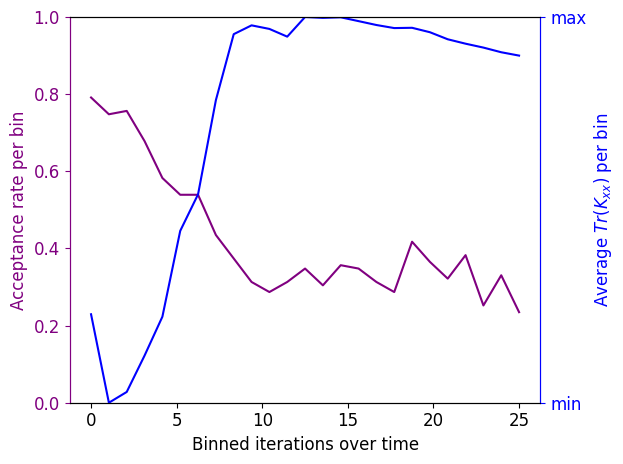 1.0
0.8
0.6
0.4
0.2
0.0
Acceptance rate per bin
0 5 10 15 20 25
Binned iterations over time
max
min
Average Tr(Kxx) per bin